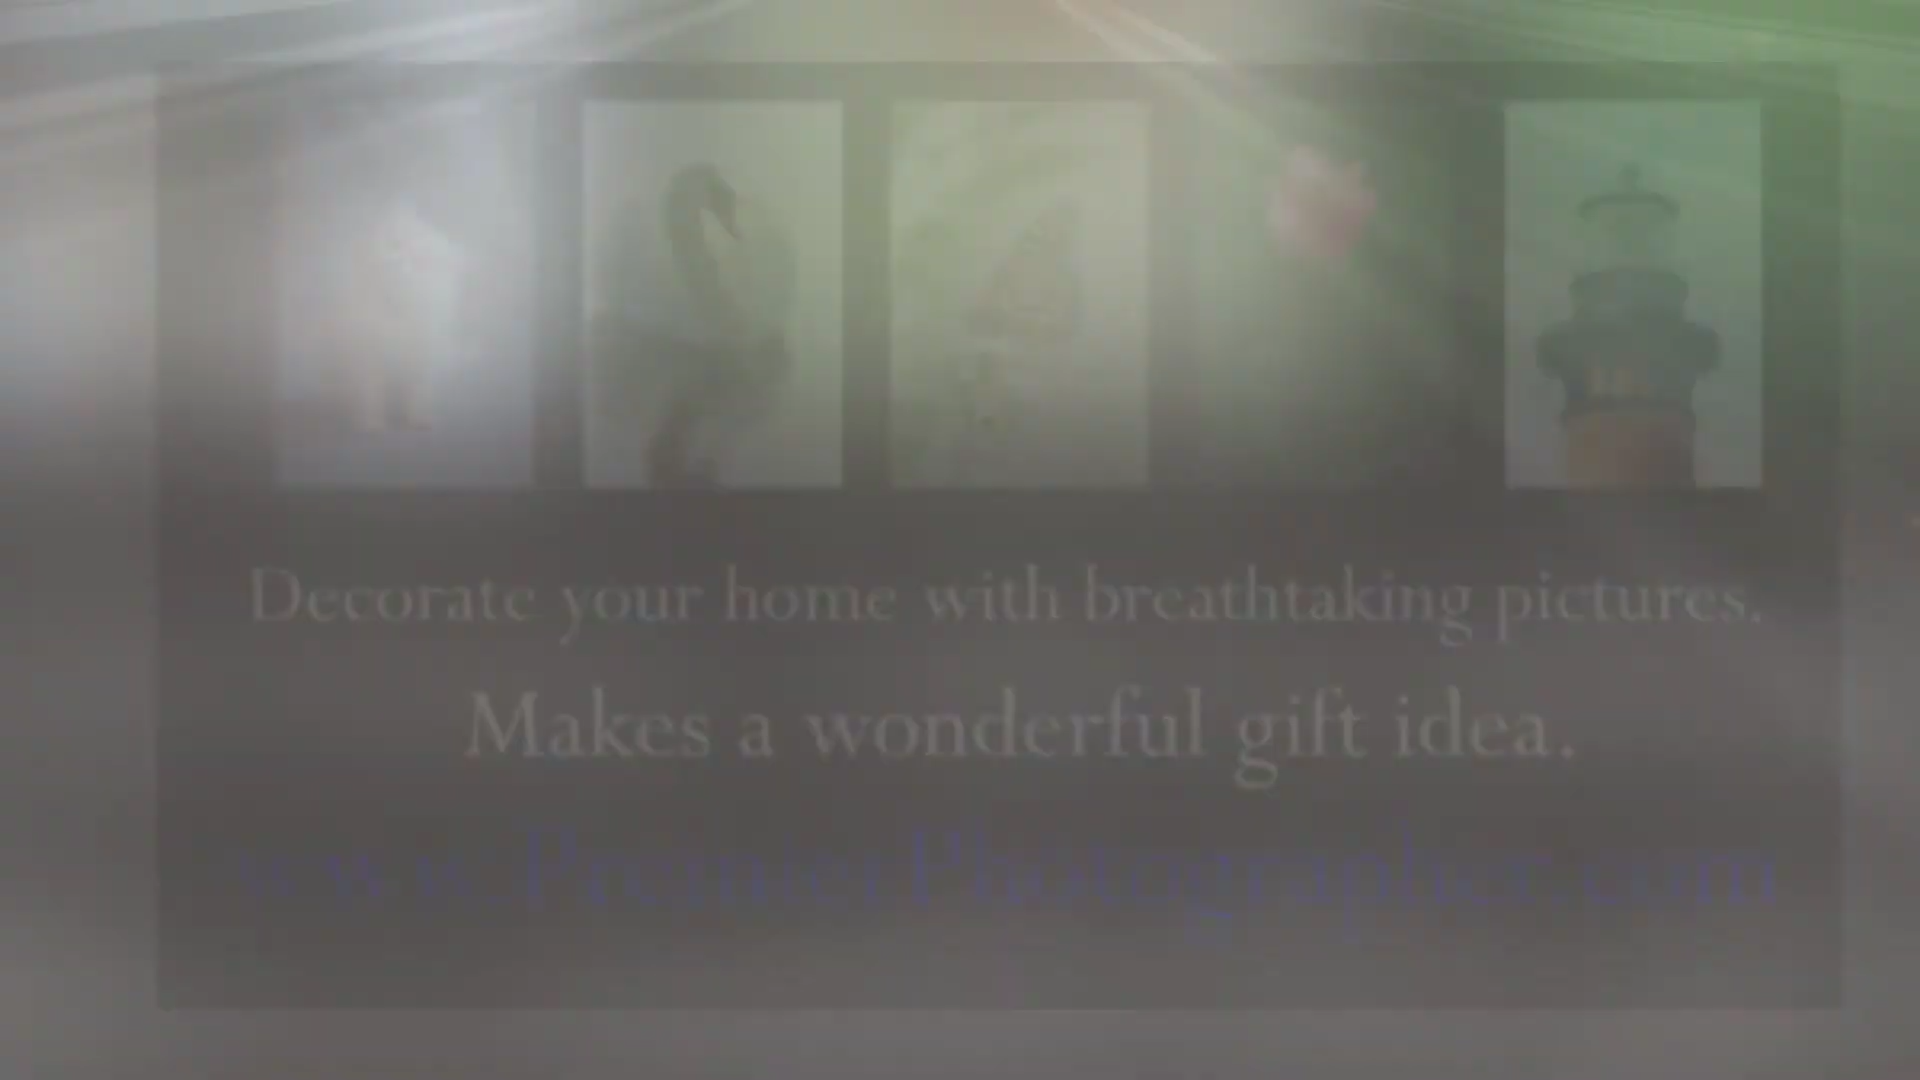 Decorate your home with breathtaking pictures.
Makes a wonderful gift idea.
www.PremierPhotographer.com